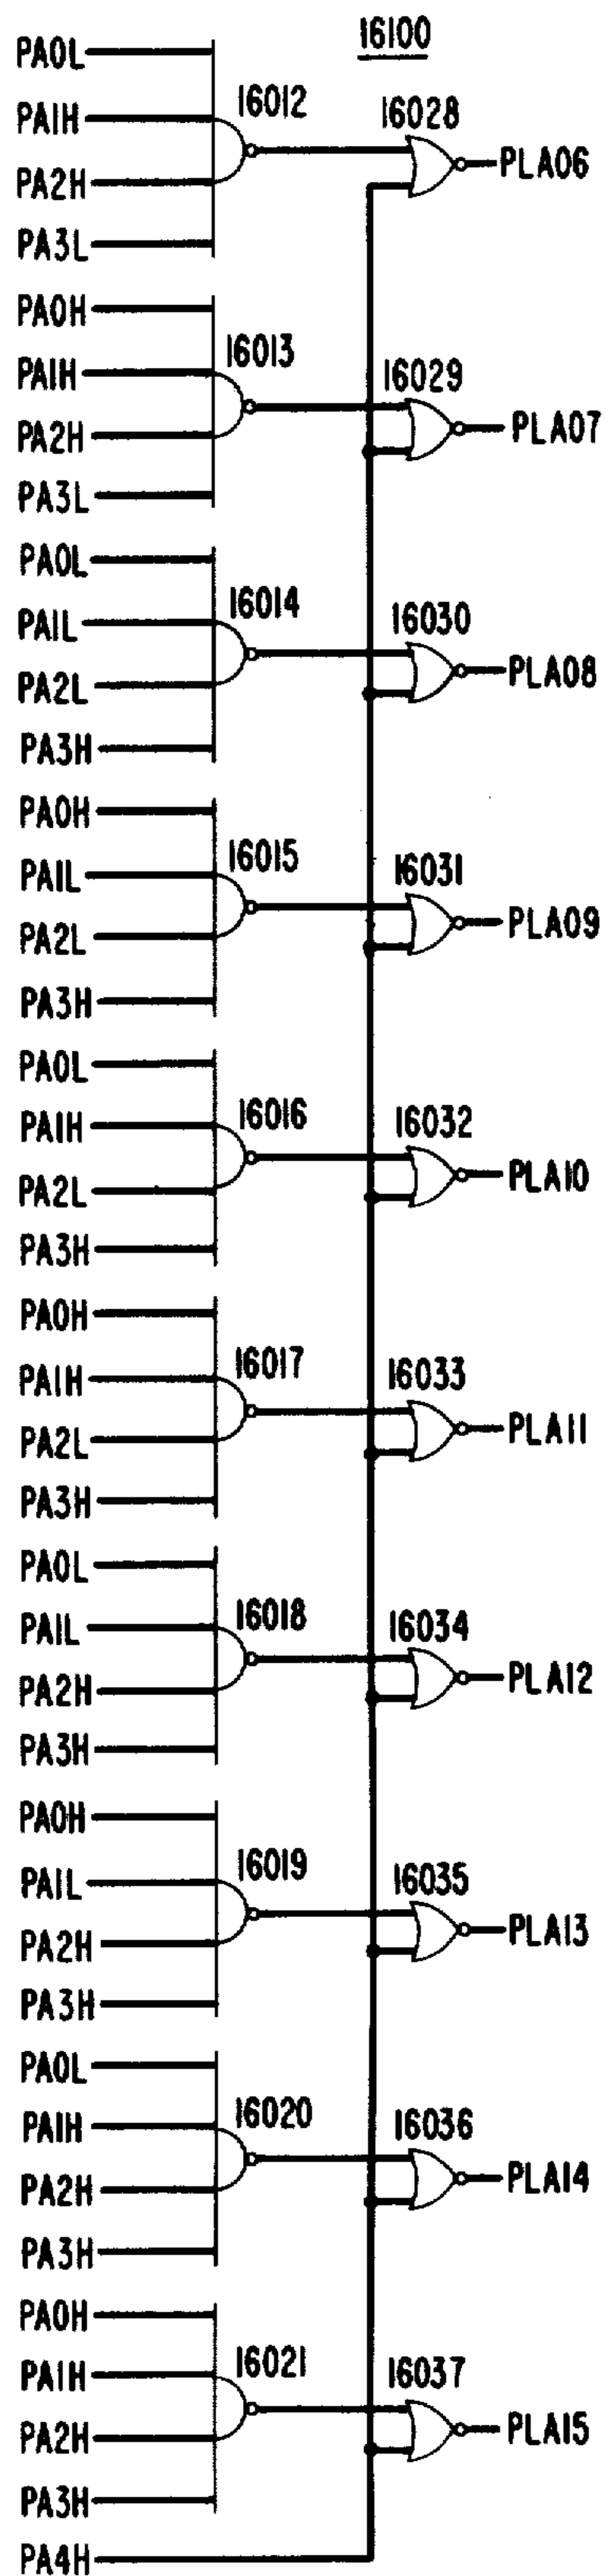 16100
PA0L
PA1H
PA2H
PA3L
16012
16028
PLA06
PA0H
PA1H
PA2H
PA3L
16013
16029
PLA07
PA0L
PA1L
PA2L
PA3H
16014
16030
PLA08
PA0H
PA1L
PA2L
PA3H
16015
16031
PLA09
PA0L
PA1H
PA2L
PA3H
16016
16032
PLA10
PA0H
PA1H
PA2L
PA3H
16017
16033
PLA11
PA0L
PA1L
PA2H
PA3H
16018
16034
PLA12
PA0H
PA1L
PA2H
PA3H
16019
16035
PLA13
PA0L
PA1H
PA2H
PA3H
16020
16036
PLA14
PA0H
PA1H
PA2H
PA3H
16021
16037
PLA15
PA4H